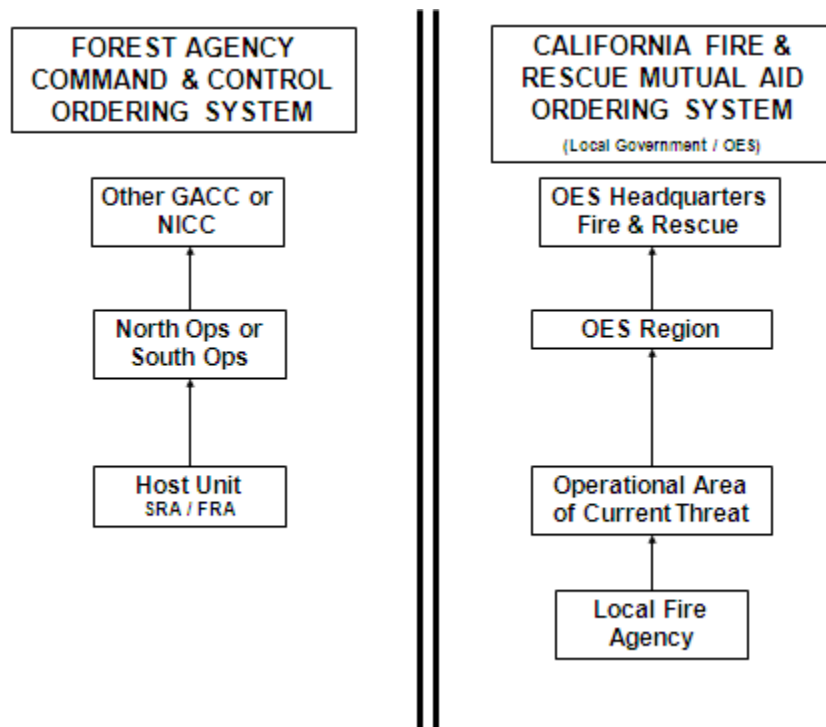 FOREST AGENCY
COMMAND & CONTROL
ORDERING SYSTEM
Other GACC or
NICC
North Ops or
South Ops
Host Unit
SRA / FRA
CALIFORNIA FIRE &
RESCUE MUTUAL AID
ORDERING SYSTEM
(Local Government / OES)
OES Headquarters
Fire & Rescue
OES Region
Operational Area
of Current Threat
Local Fire
Agency